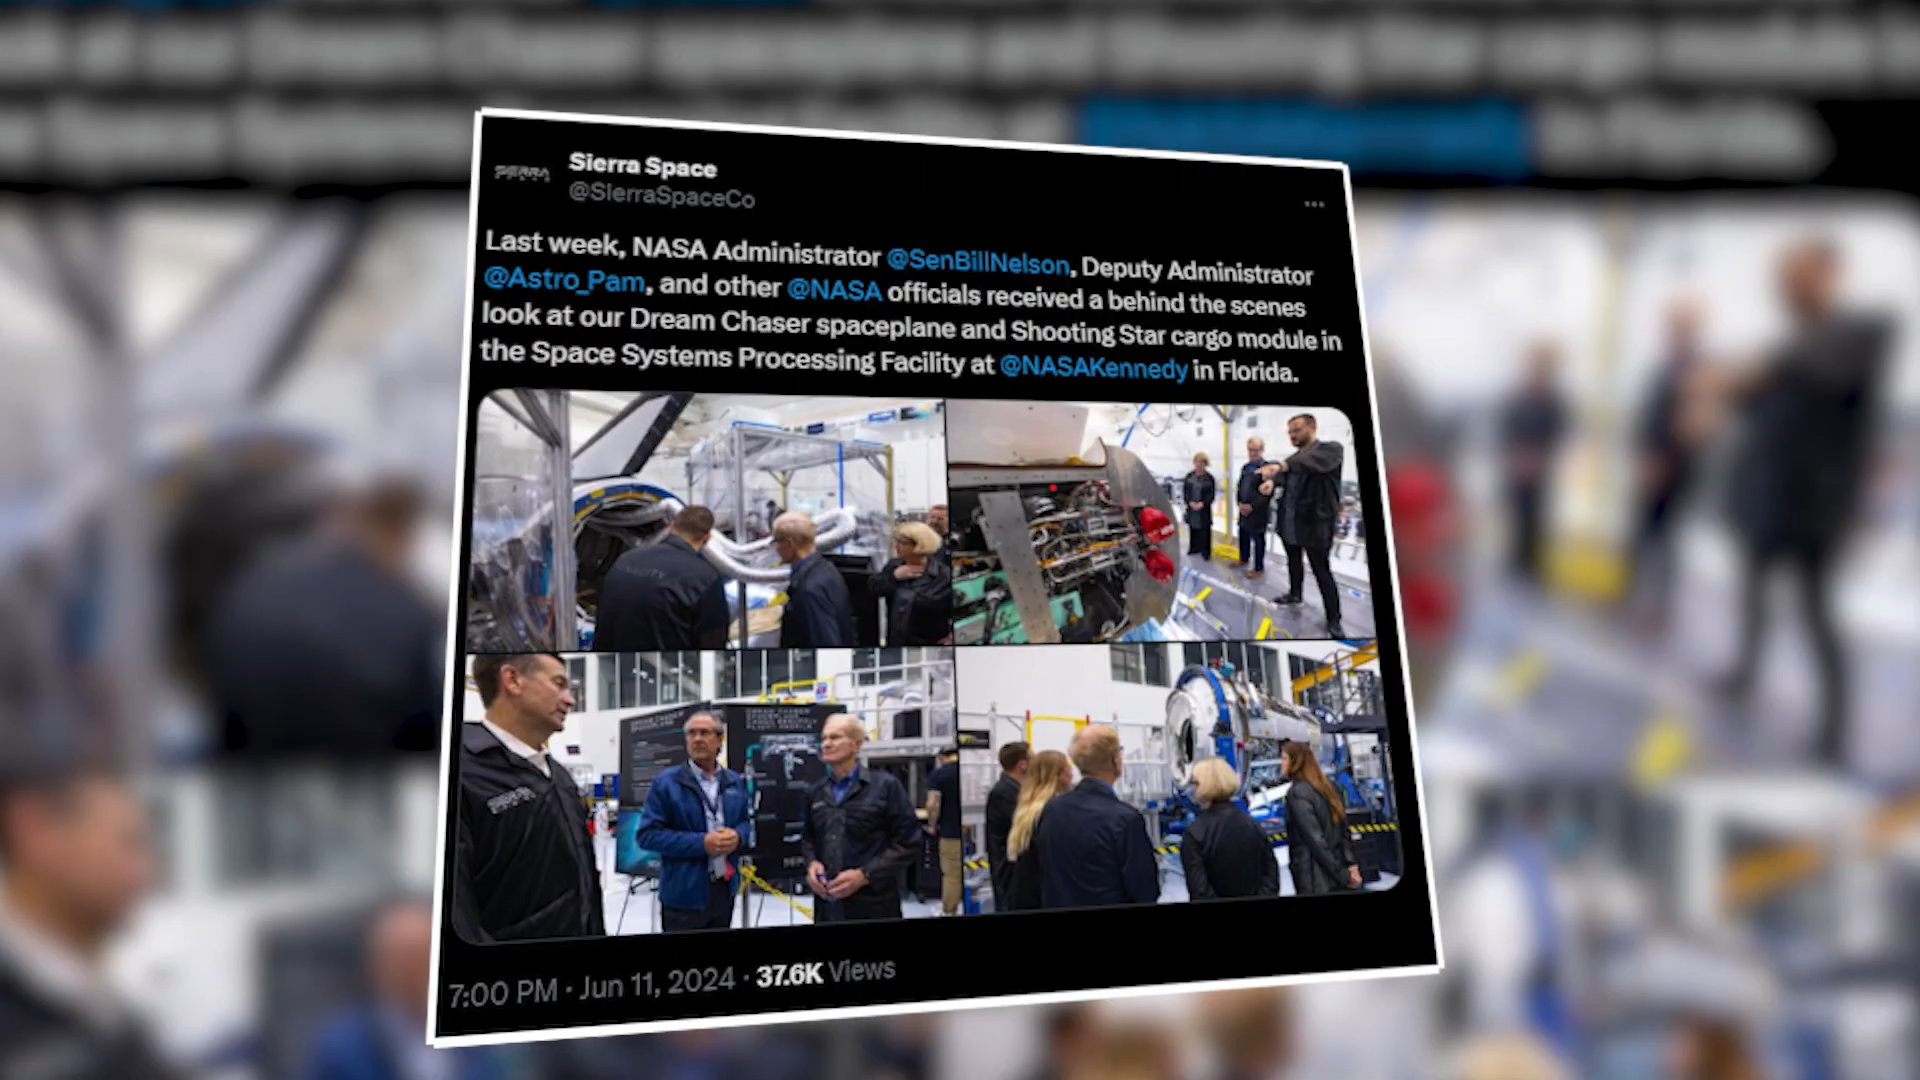 SIERRA
Sierra Space
@SierraSpaceCo
Last week, NASA Administrator @SenBillNelson, Deputy Administrator
@Astro_Pam, and other @NASA officials received a behind the scenes
look at our Dream Chaser spaceplane and Shooting Star cargo module in
the Space Systems Processing Facility at @NASAKennedy in Florida.
7:00 PM · Jun 11, 2024 · 37.6K Views